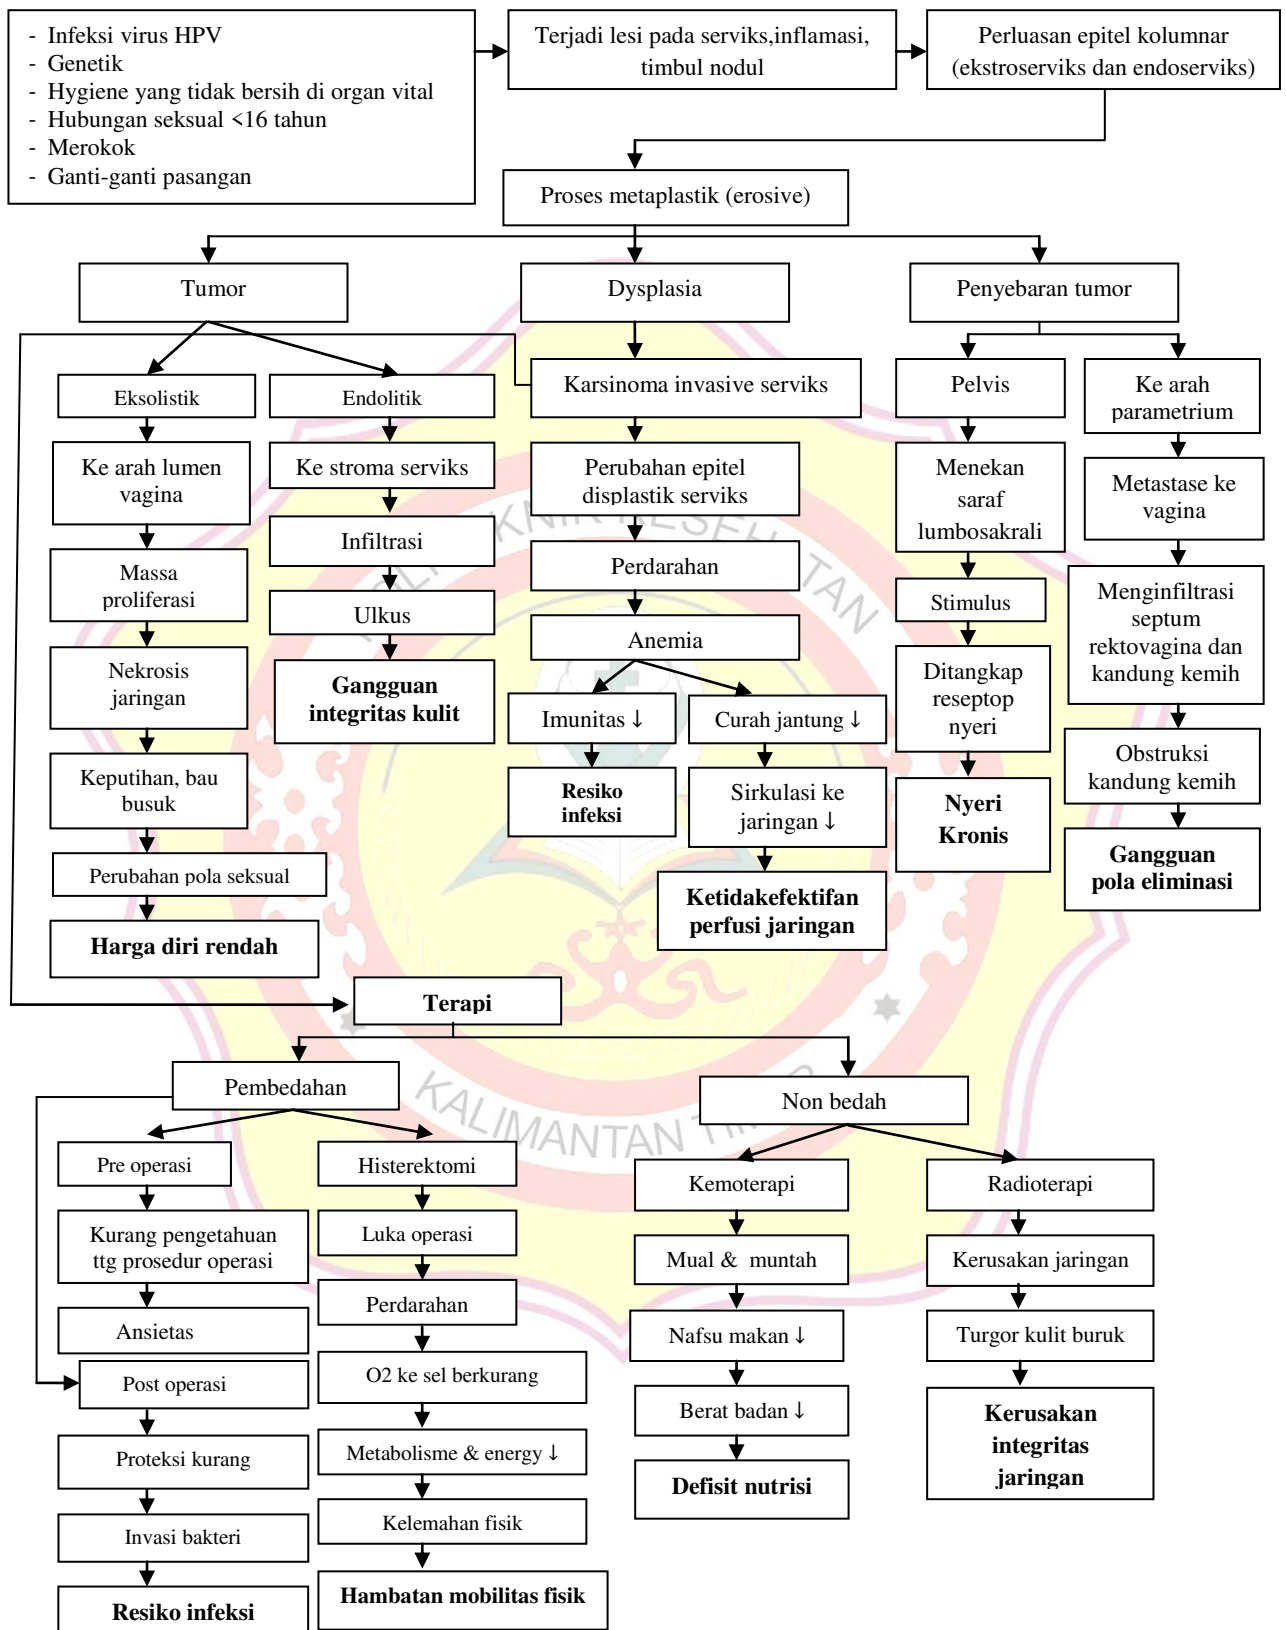 - Infeksi virus HPV
- Genetik
- Hygiene yang tidak bersih di organ vital
- Hubungan seksual <16 tahun
- Merokok
- Ganti-ganti pasangan
Terjadi lesi pada serviks,inflamasi,
timbul nodul
Perluasan epitel kolumnar
(ekstroserviks dan endoserviks)
Proses metaplastik (erosive)
Tumor
Dysplasia
Penyebaran tumor
Eksolistik
Ke arah lumen
vagina
Massa
proliferasi
Nekrosis
jaringan
Keputihan, bau
busuk
Perubahan pola seksual
Harga diri rendah
Endolitik
Ke stroma serviks
Infiltrasi
Ulkus
Gangguan
integritas kulit
Karsinoma invasive serviks
Perubahan epitel
displastik serviks
Perdarahan
Anemia
Imunitas ↓
Resiko
infeksi
Curah jantung ↓
Sirkulasi ke
jaringan ↓
Ketidakefektifan
perfusi jaringan
Pelvis
Menekan
saraf
lumbosakrali
Stimulus
Ditangkap
reseptop
nyeri
Nyeri
Kronis
Ke arah
parametrium
Metastase ke
vagina
Menginfiltrasi
septum
rektovagina dan
kandung kemih
Obstruksi
kandung kemih
Gangguan
pola eliminasi
Terapi
Pembedahan
Non bedah
Pre operasi
Kurang pengetahuan
ttg prosedur operasi
Ansietas
Post operasi
Proteksi kurang
Invasi bakteri
Resiko infeksi
Histerektomi
Luka operasi
Perdarahan
O2 ke sel berkurang
Metabolisme & energy ↓
Kelemahan fisik
Hambatan mobilitas fisik
Kemoterapi
Mual & muntah
Nafsu makan ↓
Berat badan ↓
Defisit nutrisi
Radioterapi
Kerusakan jaringan
Turgor kulit buruk
Kerusakan
integritas
jaringan
KALIMANTAN